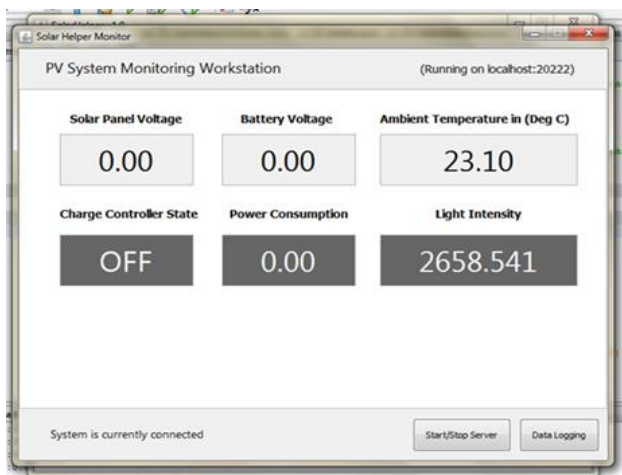 Solar Helper Monitor
PV System Monitoring Workstation
(Running on localhost:20222)
Solar Panel Voltage
Battery Voltage
Ambient Temperature in (Deg C)
0.00
0.00
23.10
Charge Controller State
Power Consumption
Light Intensity
OFF
0.00
2658.541
System is currently connected
Start/Stop Server
Data Logging